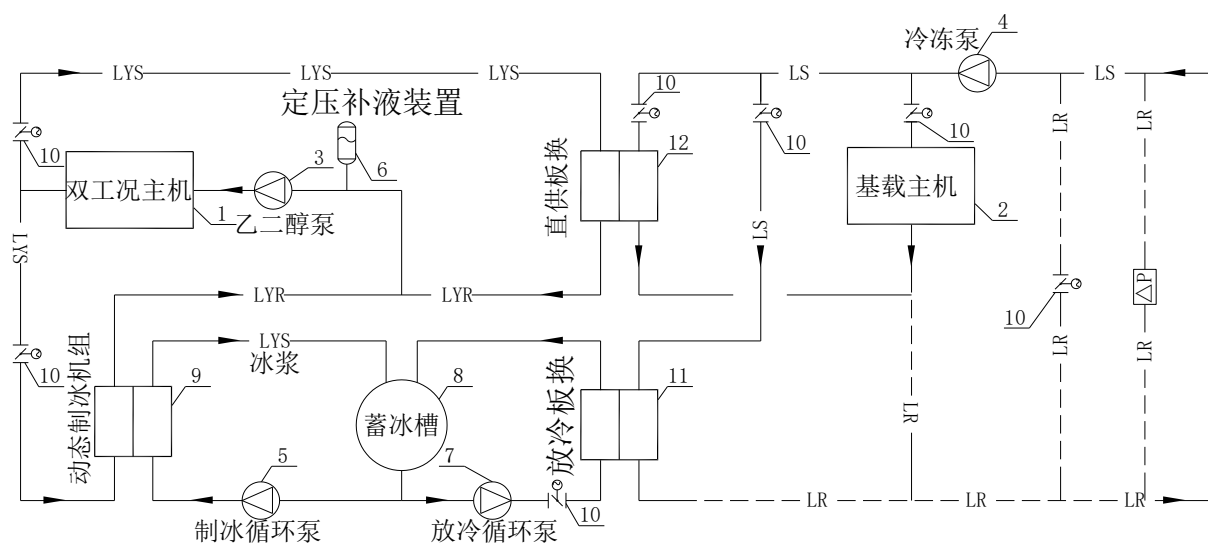 冷冻泵
4
LYS
LYS
LYS
LS
LS
定压补液装置
10
10
10
10
LR
LR
双工况主机
3
6
12
基载主机
1
乙二醇泵
直供板换
2
LYS
LS
LYR
LYR
△P
10
LYS
冰浆
LR
LR
10
动态制冰机组
9
8
11
蓄冰槽
放冷板换
LR
5
7
制冰循环泵
放冷循环泵
10
LR
LR
LR